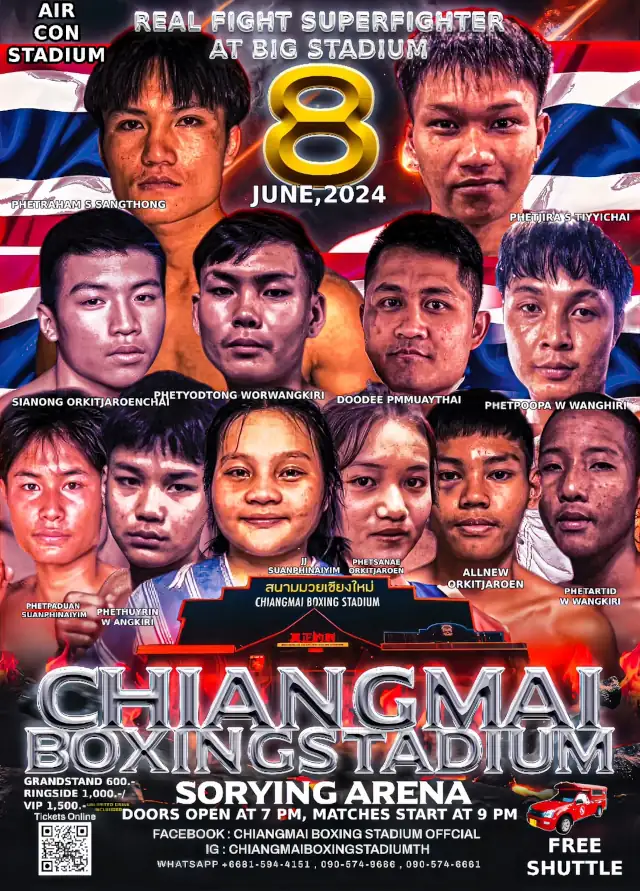 AIR
CON
STADIUM
REAL FIGHT SUPERFIGHTER
AT BIG STADIUM
8
JUNE,2024
PHETRAHAM S.SANGTHONG
PHETJIRA S TIYYICHAI
SIANONG ORKITJAROENCHAI
PHETYODTONG WORWANGKIRI
DOODEE PMMUAYTHAI
PHETPOOPA W WANGHIRI
PHETPADUAN
SUANPHINAIYIM
PHETHUYRIN
W ANGKIRI
JJ
SUANPHINAIYIM
PHETSANAE
ORKITJAROEN
ALLNEW
ORKITJAROEN
PHETARTID
W WANGKIRI
สนามมวยเชียงใหม่
CHIANGMAI BOXING STADIUM
CHIANGMAI
BOXINGSTADIUM
GRANDSTAND 600.-
RINGSIDE 1,000.-/
VIP 1,500.-
Tickets Online
SORYING ARENA
DOORS OPEN AT 7 PM, MATCHES START AT 9 PM
FACEBOOK : CHIANGMAI BOXING STADIUM OFFCIAL
IG : CHIANGMAIBOXINGSTADIUMTH
WHATSAPP +6681-594-4151 , 090-574-9666 , 090-574-6661
FREE
SHUTTLE